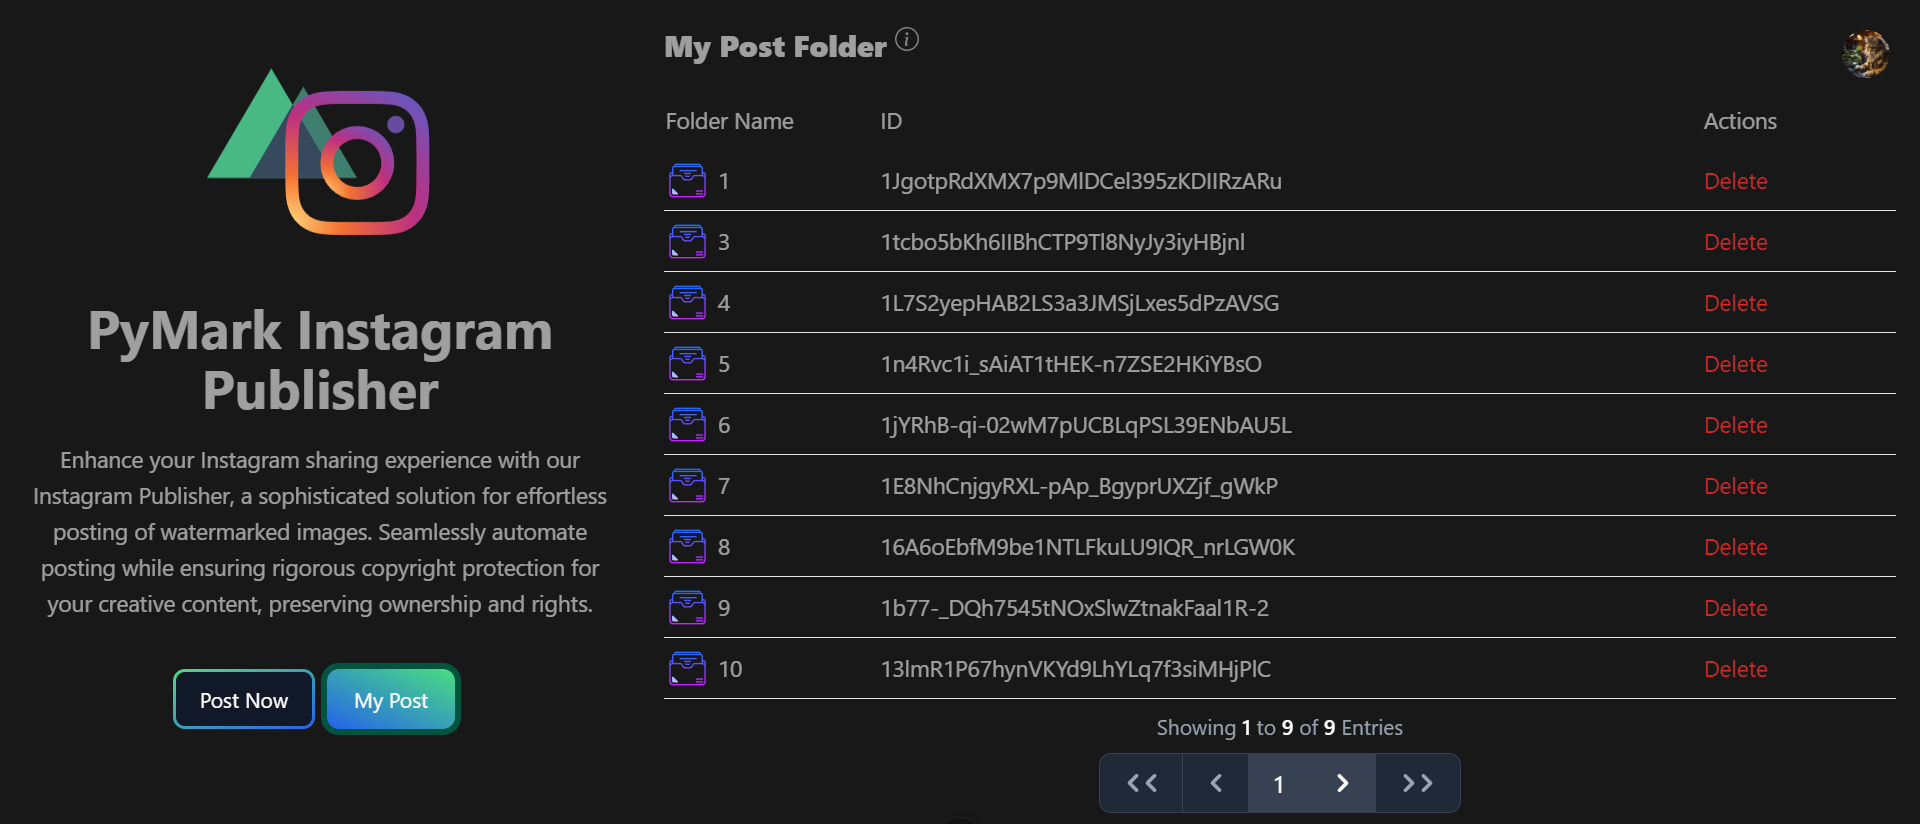 PyMark Instagram
Publisher
Enhance your Instagram sharing experience with our
Instagram Publisher, a sophisticated solution for effortless
posting of watermarked images. Seamlessly automate
posting while ensuring rigorous copyright protection for
your creative content, preserving ownership and rights.
Post Now My Post
My Post Folder
Folder Name ID Actions
1 1JgotpRdXMX7p9MlDCel395zKDIIRzARu Delete
3 1tcbo5bKh6IIBhCTP9Tl8NyJy3iyHBjnl Delete
4 1L7S2yepHAB2LS3a3JMSjLxes5dPzAVSG Delete
5 1n4Rvc1i_sAiAT1tHEK-n7ZSE2HKiYBsO Delete
6 1jYRhB-qi-02wM7pUCBLqPSL39ENbAU5L Delete
7 1E8NhCnjgyRXL-pAp_BgyprUXZjf_gWkP Delete
8 16A6oEbfM9be1NTLFkuLU9IQR_nrLGW0K Delete
9 1b77-_DQh7545tNOxSlwZtnakFaal1R-2 Delete
10 13lmR1P67hynVKYd9LhYLq7f3siMHjPlC Delete
Showing 1 to 9 of 9 Entries
1